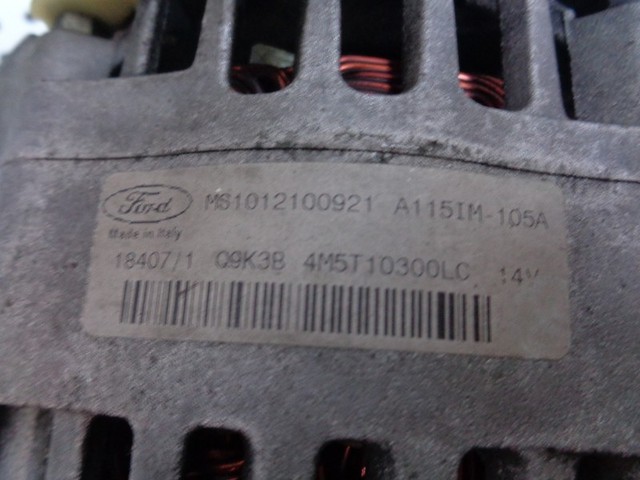 Ford MS1012100921 A115IM-105A
Made in Italy
18407/1 Q9K3B 4M5T10300LC 14V